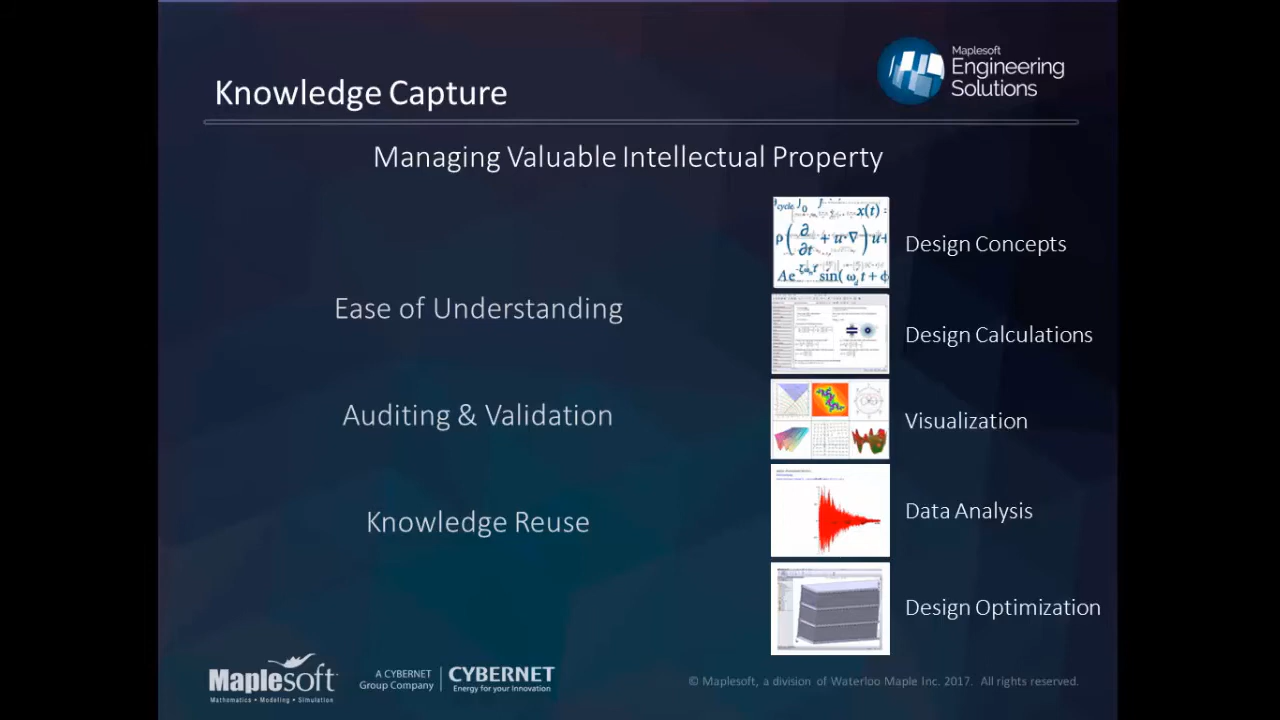 Maplesoft
Engineering
Solutions
Knowledge Capture
Managing Valuable Intellectual Property
x(t)
ρ(∂/∂t + u·∇)u
sin(ω_d t + ϕ
Design Concepts
Ease of Understanding
Design Calculations
Auditing & Validation
Visualization
Data Analysis
Knowledge Reuse
Design Optimization
Maplesoft
Mathematics • Modeling • Simulation
A CYBERNET
Group Company
CYBERNET
Energy for your Innovation
© Maplesoft, a division of Waterloo Maple Inc. 2017. All rights reserved.